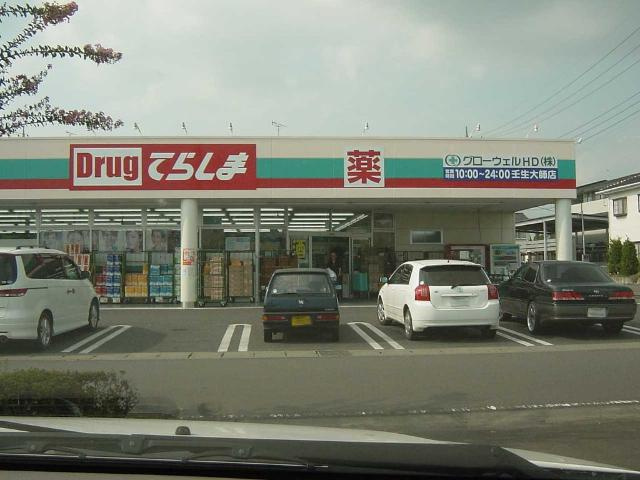 Drug てらしま
薬
グローウェルHD(株)
10:00~24:00 壬生大師店